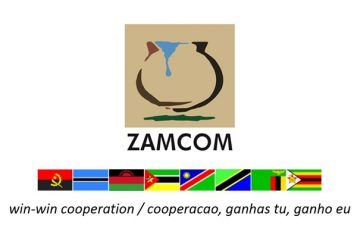 ZAMCOM
win-win cooperation / cooperacao, ganhas tu, ganho eu